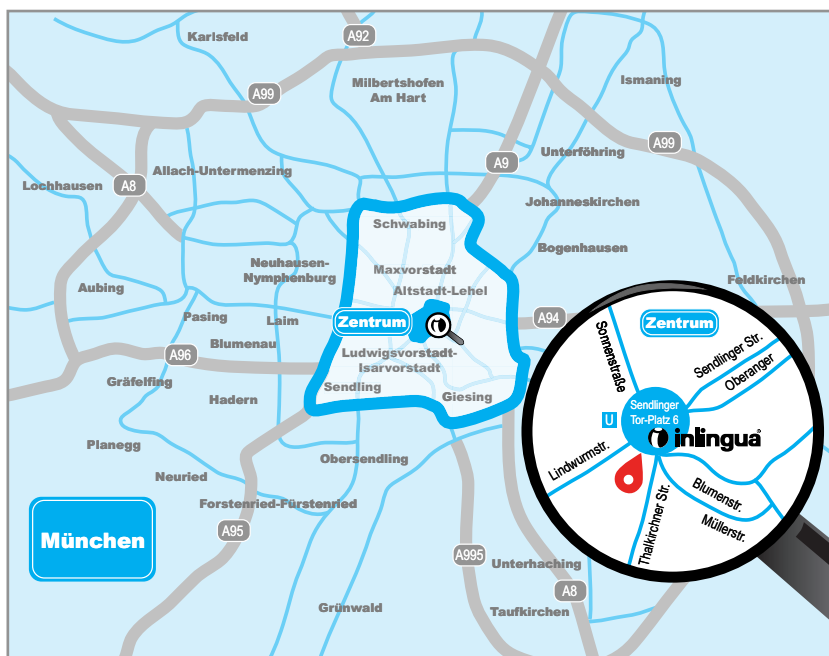 Karlsfeld
A92
Milbertshofen
Am Hart
Ismaning
A99
A99
A9
Unterföhring
Allach-Untermenzing
Lochhausen
A8
Johanneskirchen
Schwabing
Bogenhausen
Neuhausen-
Nymphenburg
Maxvorstadt
Feldkirchen
Aubing
Altstadt-Lehel
Pasing
Laim
Zentrum
A94
Blumenau
A96
Ludwigsvorstadt-
Isarvorstadt
Gräfelfing
Sendling
Hadern
Giesing
Planegg
Obersendling
Neuried
Forstenried-Fürstenried
A95
München
A995
Unterhaching
A8
Grünwald
Taufkirchen
Zentrum
Sonnenstraße
Sendlinger Str.
Oberanger
Sendlinger
Tor-Platz 6
U
inlingua®
Lindwurmstr.
Thalkirchner Str.
Blumenstr.
Müllerstr.